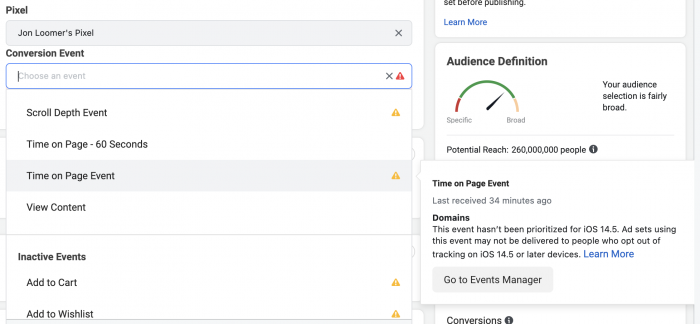 Pixel
Jon Loomer's Pixel
Conversion Event
Choose an event
Scroll Depth Event
Time on Page - 60 Seconds
Time on Page Event
View Content
Inactive Events
Add to Cart
Add to Wishlist
set before publishing.
Learn More
Audience Definition
Specific
Broad
Your audience
selection is fairly
broad.
Potential Reach: 260,000,000 people
Time on Page Event
Last received 34 minutes ago
Domains
This event hasn't been prioritized for iOS 14.5. Ad sets using
this event may not be delivered to people who opt out of
tracking on iOS 14.5 or later devices. Learn More
Go to Events Manager
Conversions